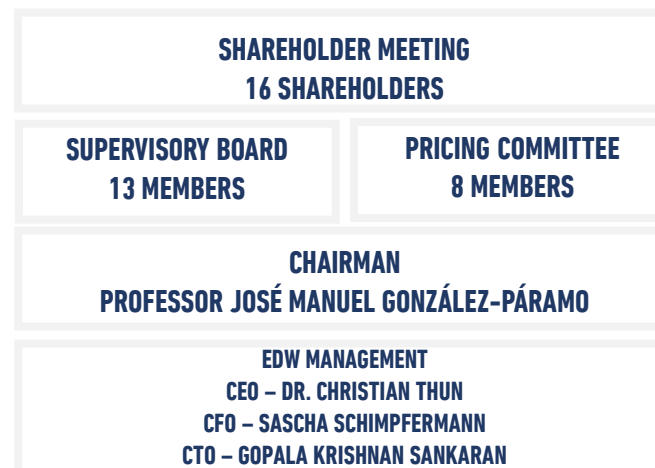 SHAREHOLDER MEETING
16 SHAREHOLDERS
SUPERVISORY BOARD
13 MEMBERS
PRICING COMMITTEE
8 MEMBERS
CHAIRMAN
PROFESSOR JOSÉ MANUEL GONZÁLEZ-PÁRAMO
EDW MANAGEMENT
CEO – DR. CHRISTIAN THUN
CFO – SASCHA SCHIMPFERMANN
CTO – GOPALA KRISHNAN SANKARAN